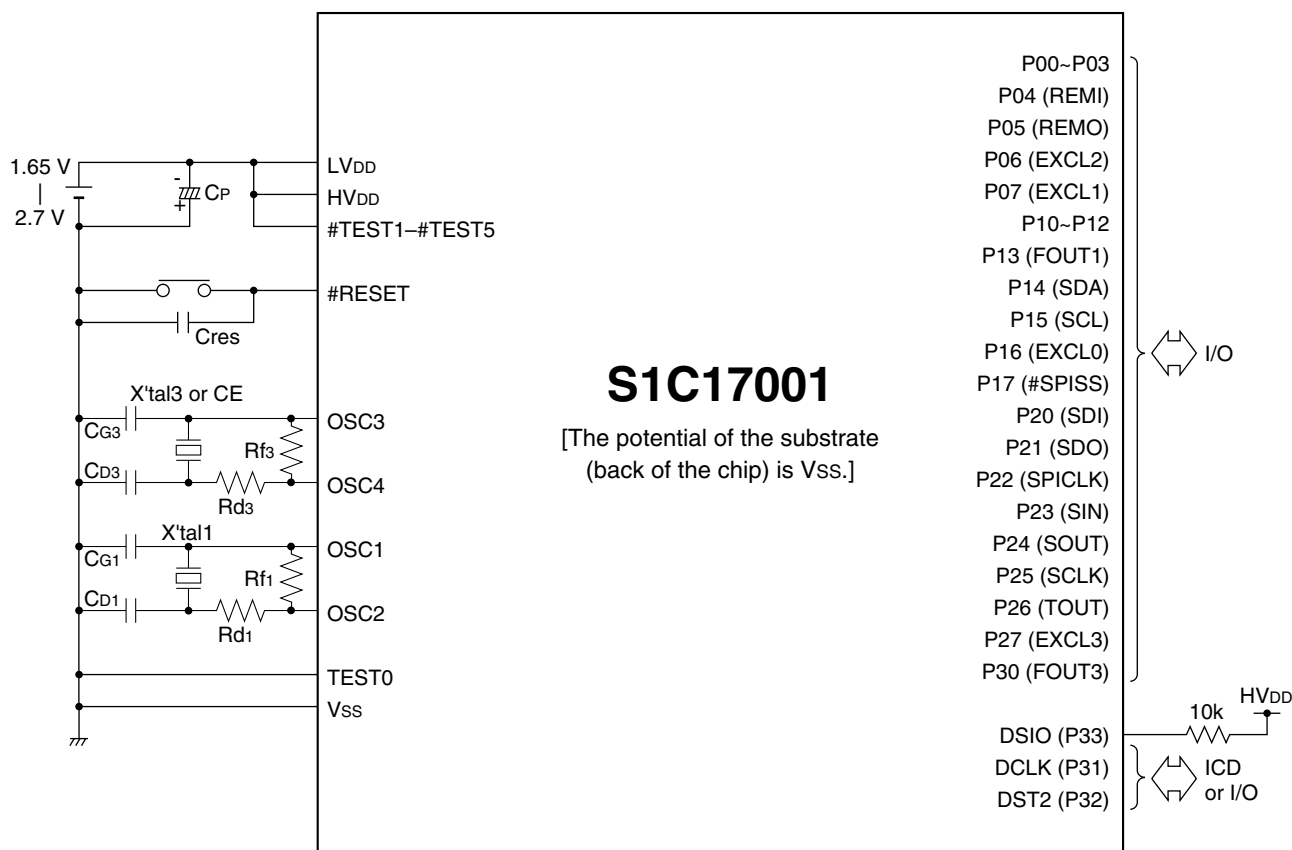 1.65 V
|
2.7 V
-
+
CP
LVDD
HVDD
#TEST1–#TEST5
#RESET
Cres
X'tal3 or CE
CG3
Rf3
OSC3
CD3
Rd3
OSC4
X'tal1
CG1
Rf1
OSC1
CD1
Rd1
OSC2
TEST0
VSS
S1C17001
[The potential of the substrate
(back of the chip) is VSS.]
P00~P03
P04 (REMI)
P05 (REMO)
P06 (EXCL2)
P07 (EXCL1)
P10~P12
P13 (FOUT1)
P14 (SDA)
P15 (SCL)
P16 (EXCL0)
P17 (#SPISS)
P20 (SDI)
P21 (SDO)
P22 (SPICLK)
P23 (SIN)
P24 (SOUT)
P25 (SCLK)
P26 (TOUT)
P27 (EXCL3)
P30 (FOUT3)
I/O
DSIO (P33)
10k
HVDD
DCLK (P31)
DST2 (P32)
ICD
or I/O